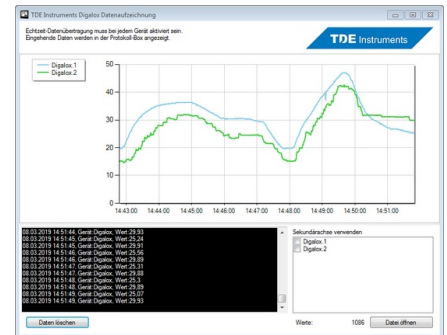 TDE Instruments Digalox Datenaufzeichnung
Echtzeit-Datenübertragung muss bei jedem Gerät aktiviert sein.
Eingehende Daten werden in der Protokoll-Box angezeigt.
TDE Instruments
Digalox.1
Digalox.2
50
40
30
20
10
0
14:43:00 14:44:00 14:45:00 14:46:00 14:47:00 14:48:00 14:49:00 14:50:00 14:51:00
08.03.2019 14:51:44, Gerät:Digalox, Wert:29,93
08.03.2019 14:51:45, Gerät:Digalox, Wert:25,24
08.03.2019 14:51:45, Gerät:Digalox, Wert:29,91
08.03.2019 14:51:46, Gerät:Digalox, Wert:25,56
08.03.2019 14:51:46, Gerät:Digalox, Wert:29,89
08.03.2019 14:51:47, Gerät:Digalox, Wert:25,31
08.03.2019 14:51:47, Gerät:Digalox, Wert:29,88
08.03.2019 14:51:48, Gerät:Digalox, Wert:25,3
08.03.2019 14:51:48, Gerät:Digalox, Wert:29,89
08.03.2019 14:51:49, Gerät:Digalox, Wert:25,07
08.03.2019 14:51:49, Gerät:Digalox, Wert:29,93
Sekundärachse verwenden
Digalox.1
Digalox.2
Daten löschen
Werte: 1086
Datei öffnen